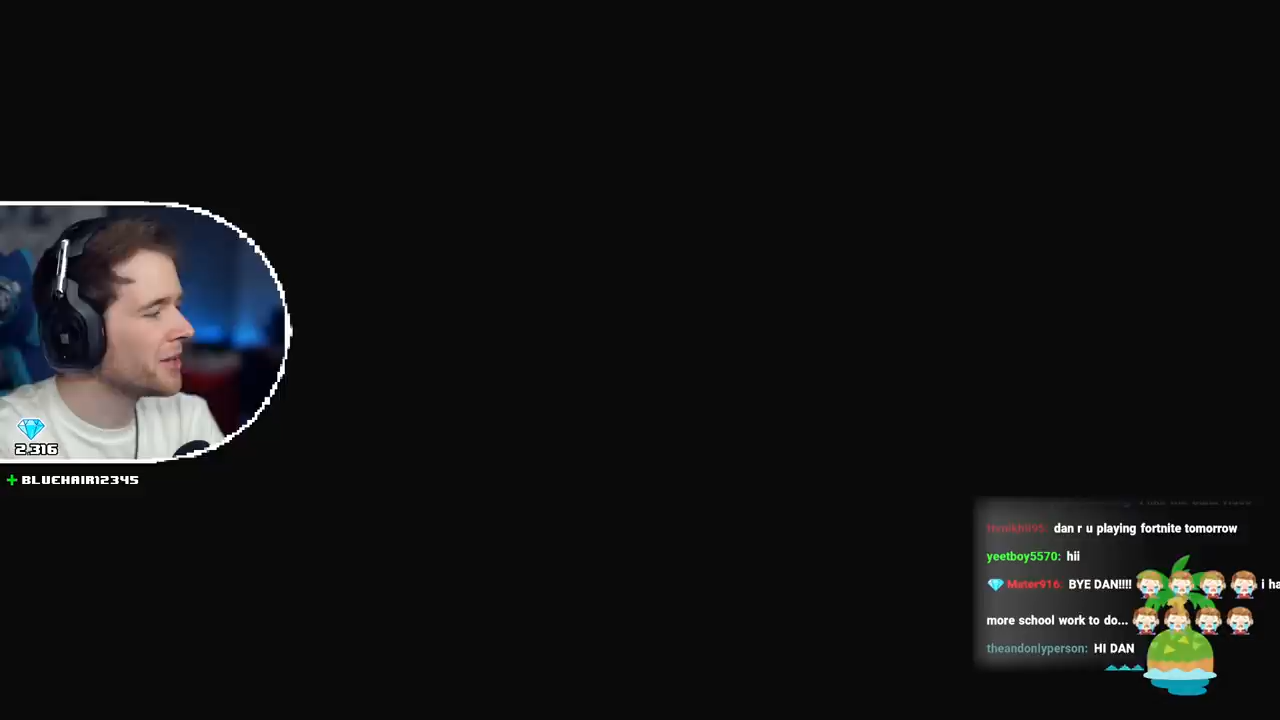 2,316
+ BLUEHAIR12345
dan r u playing fortnite tomorrow
yeetboy5570: hii
Mater916: BYE DAN!!!! i ha
more school work to do...
theandonlyperson: HI DAN